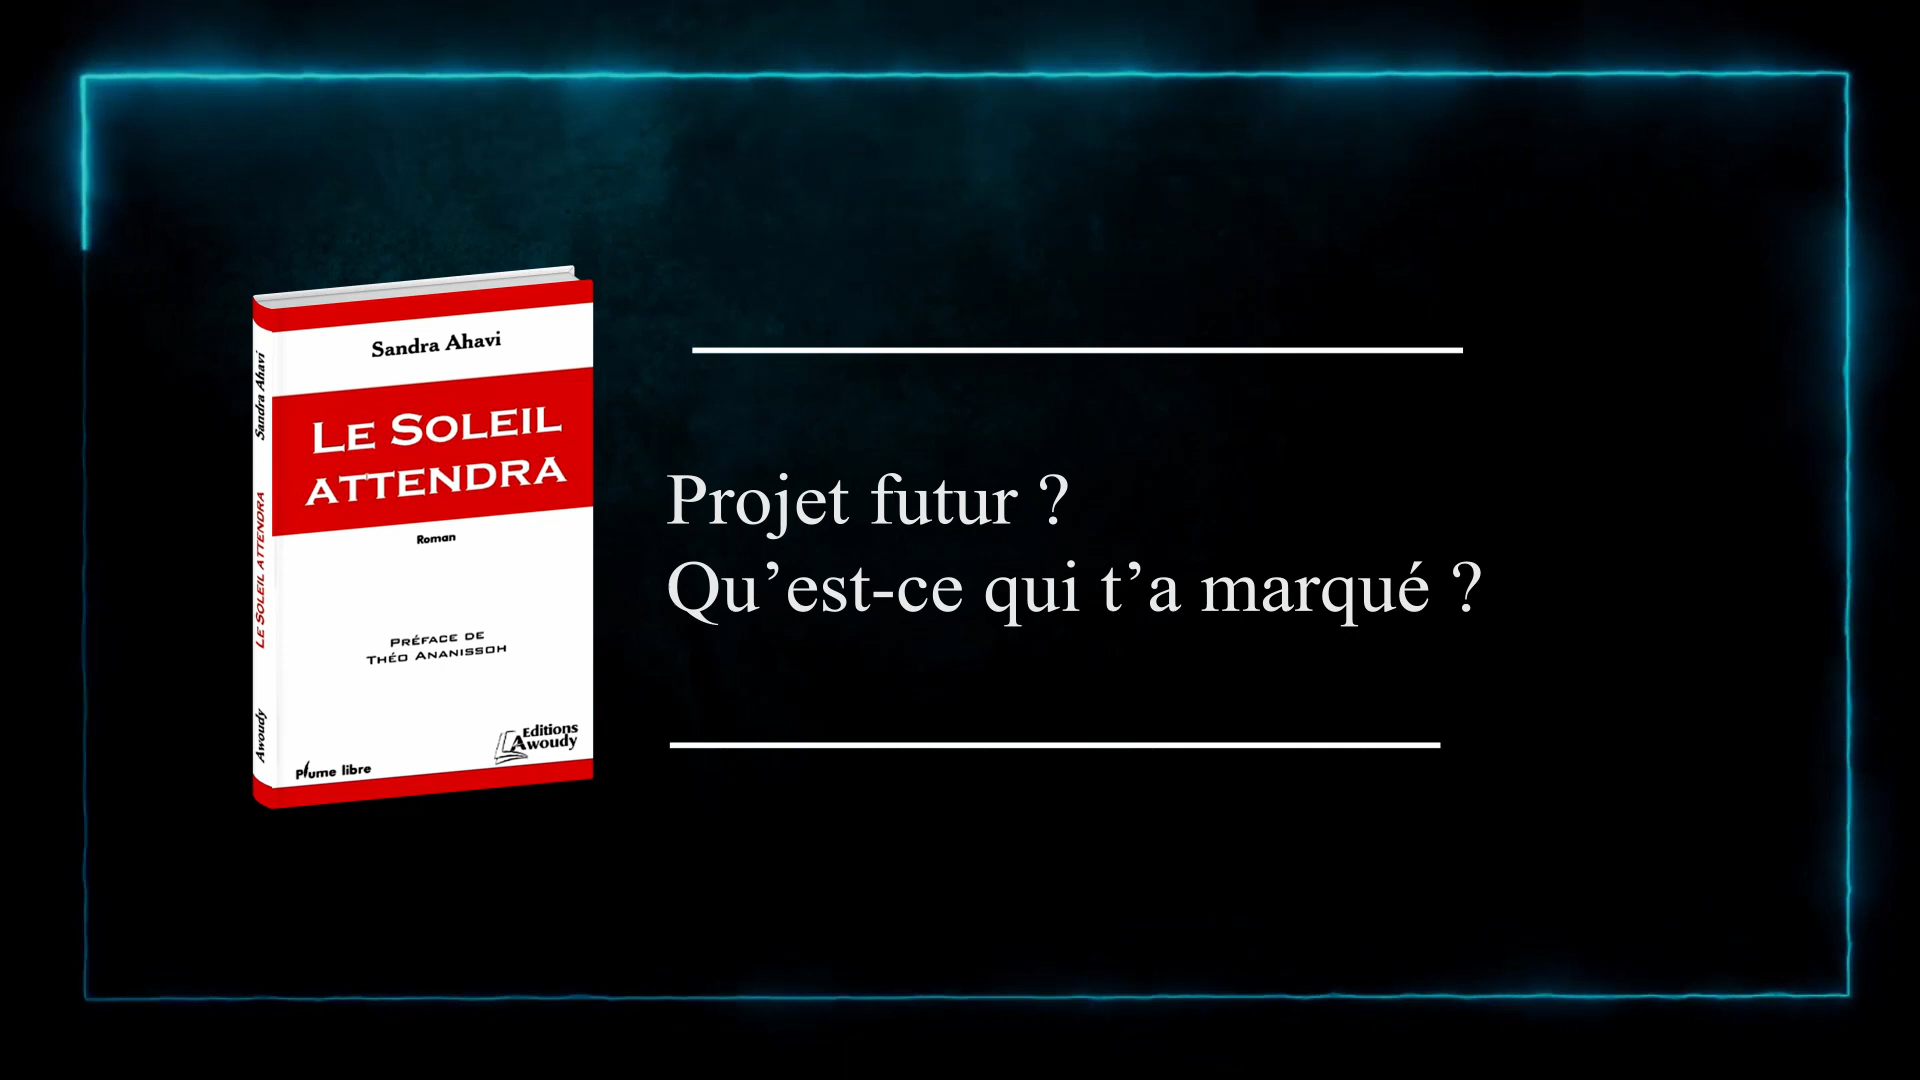 Sandra Ahavi
LE SOLEIL
ATTENDRA
Roman
PRÉFACE DE
THÉO ANANISSOH
Editions
Awoudy
Plume libre
Sandra Ahavi
LE SOLEIL ATTENDRA
Awoudy
Projet futur ?
Qu’est-ce qui t’a marqué ?